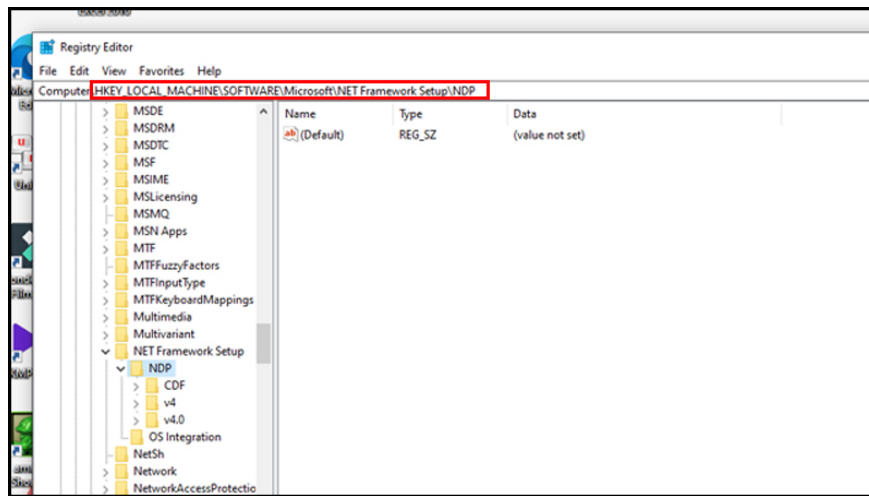 Registry Editor
File Edit View Favorites Help
Computer HKEY_LOCAL_MACHINE\SOFTWARE\Microsoft\NET Framework Setup\NDP
Name Type Data
(Default) REG_SZ (value not set)
MSDE
MSDRM
MSDTC
MSF
MSIME
MSLicensing
MSMQ
MSN Apps
MTF
MTFFuzzyFactors
MTFInputType
MTFKeyboardMappings
Multimedia
Multivariant
NET Framework Setup
NDP
CDF
v4
v4.0
OS Integration
NetSh
Network
NetworkAccessProtectio